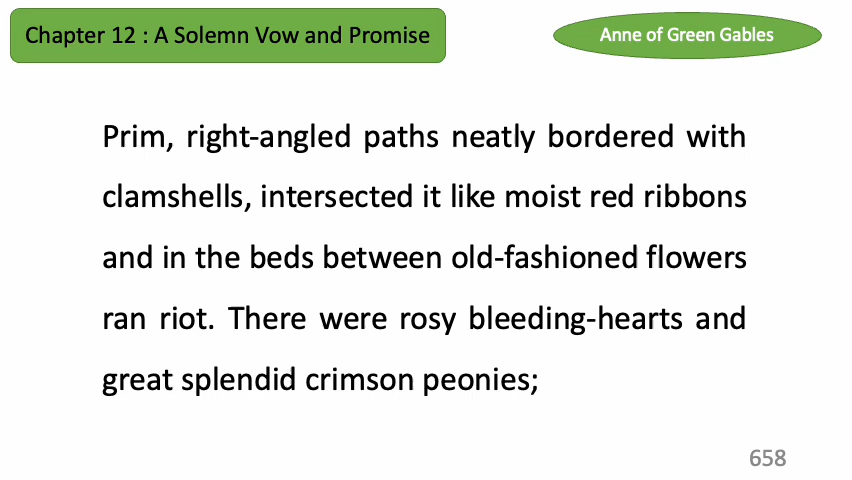 Chapter 12 : A Solemn Vow and Promise
Anne of Green Gables
Prim, right-angled paths neatly bordered with
clamshells, intersected it like moist red ribbons
and in the beds between old-fashioned flowers
ran riot. There were rosy bleeding-hearts and
great splendid crimson peonies;
658